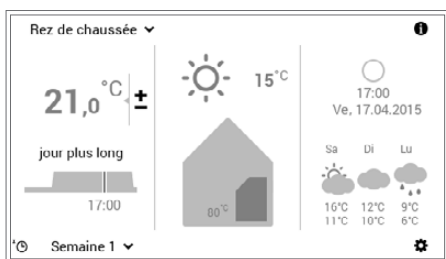 Rez de chaussée
21,0 °C ±
jour plus long
17:00
Semaine 1
15°C
00°C
17:00
Ve, 17.04.2015
Sa Di Lu
16°C 12°C 9°C
11°C 10°C 6°C